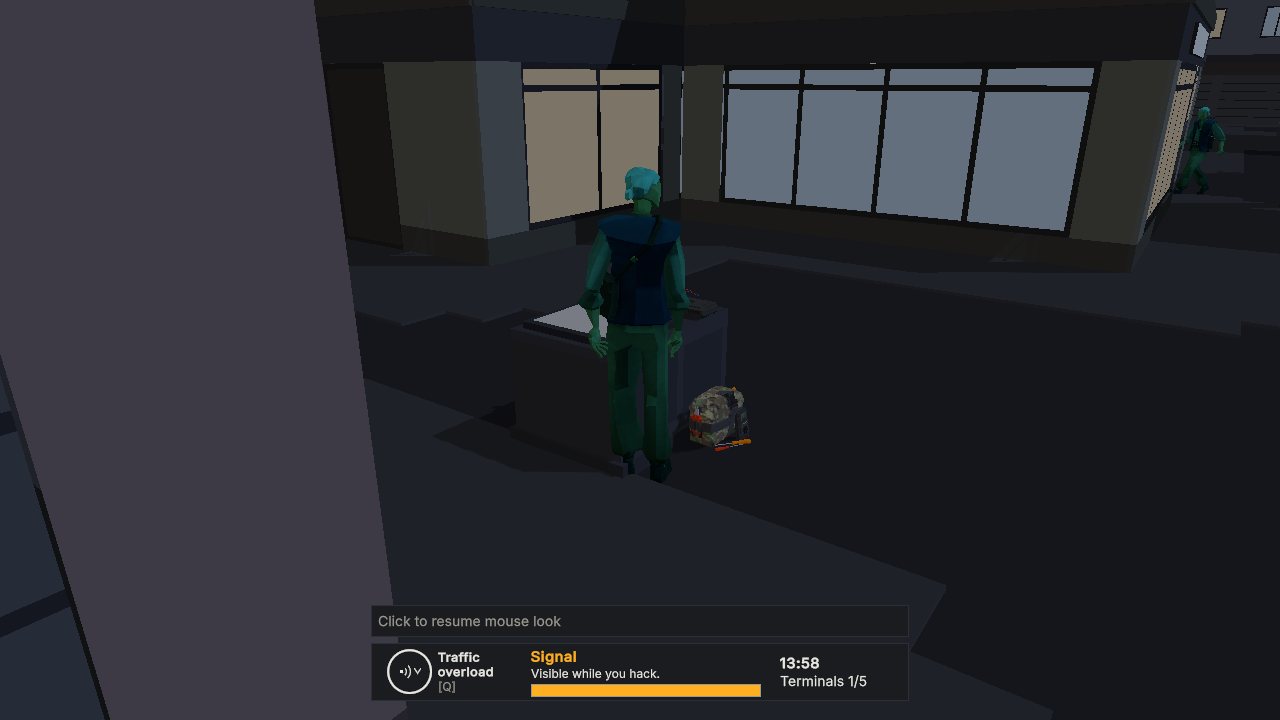 Click to resume mouse look
Traffic
overload
[Q]
Signal
Visible while you hack.
13:58
Terminals 1/5